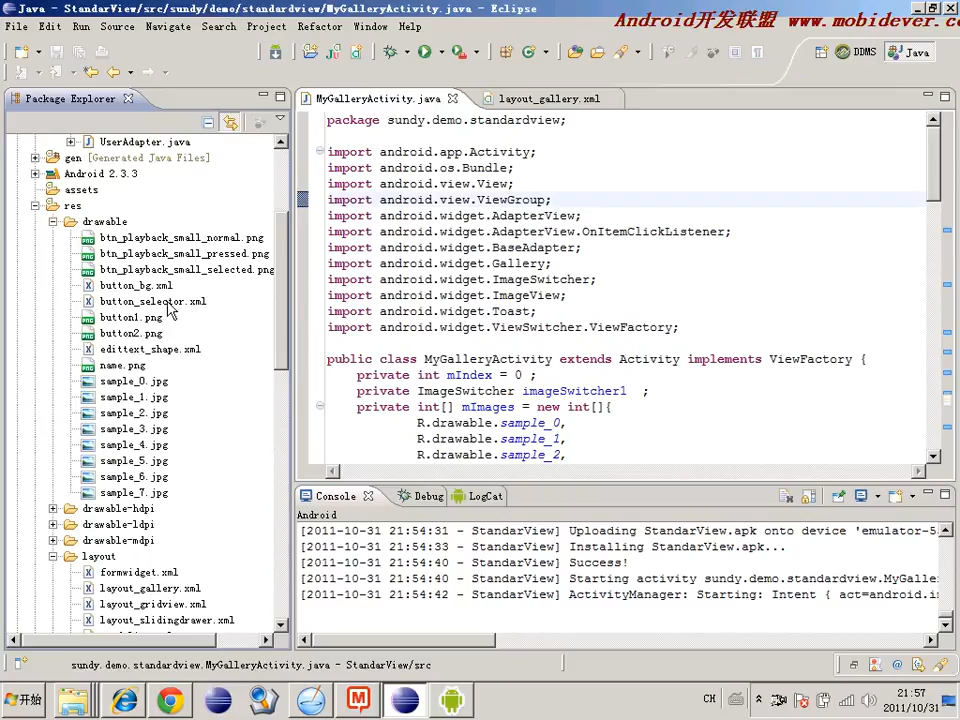 Java - StandarView/src/sundy/demo/standardview/MyGalleryActivity.java - Eclipse
Android开发联盟 www.mobidever.co
File Edit Run Source Navigate Search Project Refactor Window Help
DDMS Java
Package Explorer
MyGalleryActivity.java
layout_gallery.xml
UserAdapter.java
gen [Generated Java Files]
Android 2.3.3
assets
res
drawable
btn_playback_small_normal.png
btn_playback_small_pressed.png
btn_playback_small_selected.png
button_bg.xml
button_selector.xml
button1.png
button2.png
edittext_shape.xml
name.png
sample_0.jpg
sample_1.jpg
sample_2.jpg
sample_3.jpg
sample_4.jpg
sample_5.jpg
sample_6.jpg
sample_7.jpg
drawable-hdpi
drawable-ldpi
drawable-mdpi
layout
formwidget.xml
layout_gallery.xml
layout_gridview.xml
layout_slidingdrawer.xml
package sundy.demo.standardview;
import android.app.Activity;
import android.os.Bundle;
import android.view.View;
import android.view.ViewGroup;
import android.widget.AdapterView;
import android.widget.AdapterView.OnItemClickListener;
import android.widget.BaseAdapter;
import android.widget.Gallery;
import android.widget.ImageSwitcher;
import android.widget.ImageView;
import android.widget.Toast;
import android.widget.ViewSwitcher.ViewFactory;
public class MyGalleryActivity extends Activity implements ViewFactory {
private int mIndex = 0 ;
private ImageSwitcher imageSwitcher1 ;
private int[] mImages = new int[]{
R.drawable.sample_0,
R.drawable.sample_1,
R.drawable.sample_2,
Console
Debug
LogCat
Android
[2011-10-31 21:54:31 - StandarView] Uploading StandarView.apk onto device 'emulator-5
[2011-10-31 21:54:33 - StandarView] Installing StandarView.apk...
[2011-10-31 21:54:40 - StandarView] Success!
[2011-10-31 21:54:40 - StandarView] Starting activity sundy.demo.standardview.MyGalle
[2011-10-31 21:54:42 - StandarView] ActivityManager: Starting: Intent { act=android.i
sundy.demo.standardview.MyGalleryActivity.java - StandarView/src
开始
CH
21:57
2011/10/31